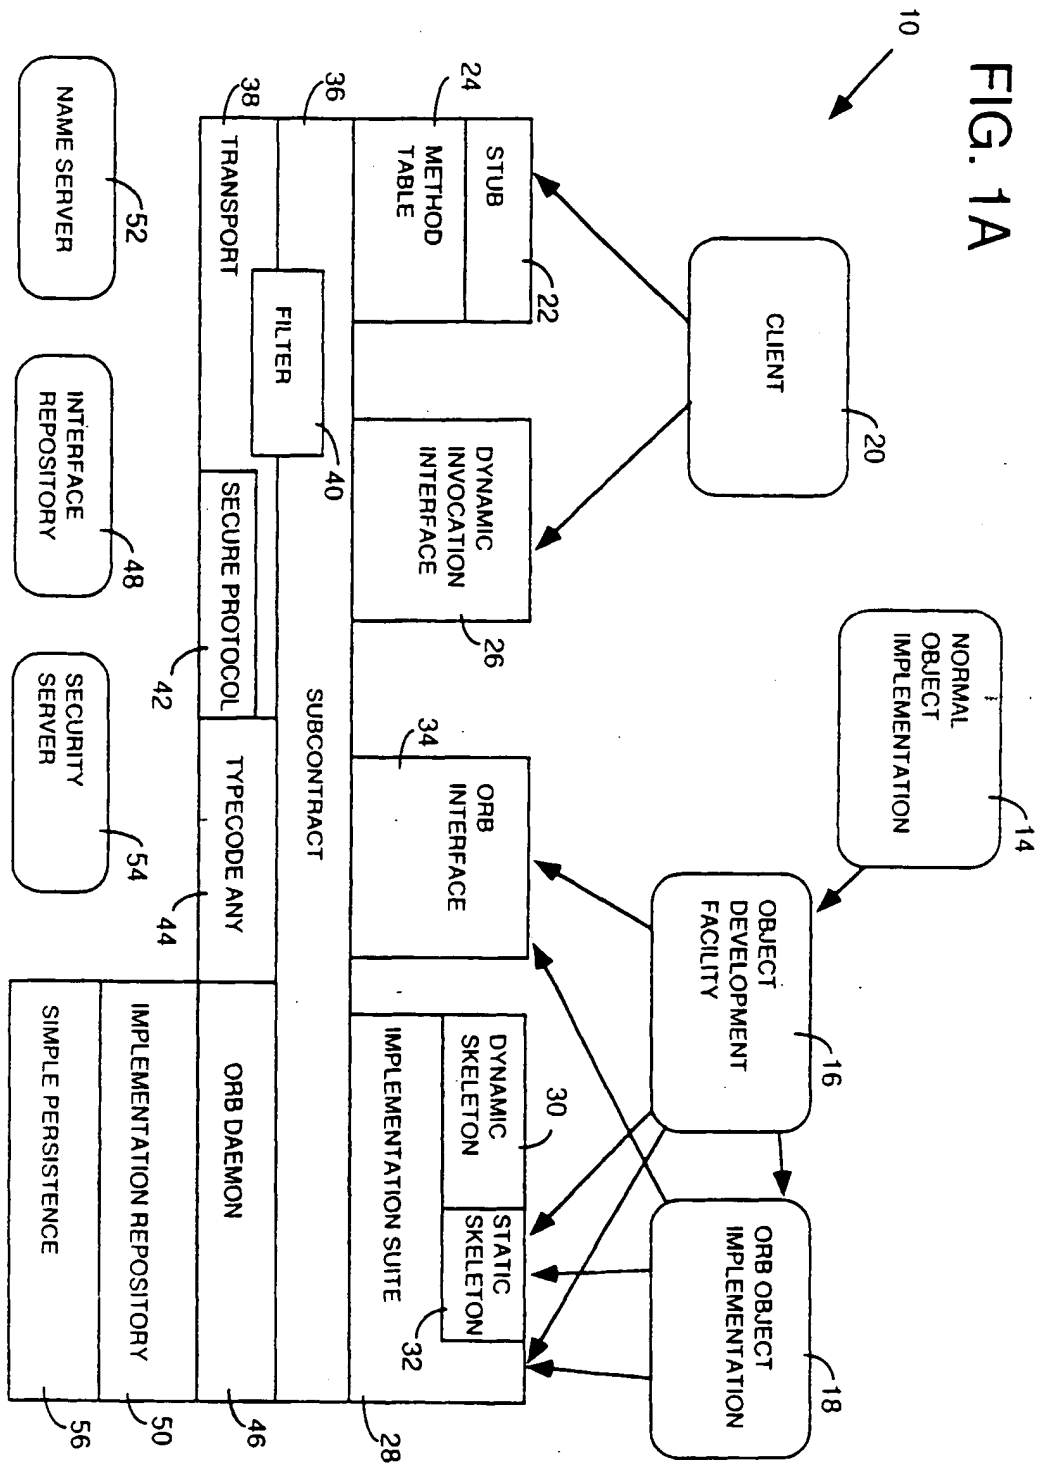 FIG. 1A
10
CLIENT
20
NORMAL
OBJECT
IMPLEMENTATION
14
OBJECT
DEVELOPMENT
FACILITY
16
ORB OBJECT
IMPLEMENTATION
18
STUB
22
METHOD
TABLE
24
DYNAMIC
INVOCATION
INTERFACE
26
ORB
INTERFACE
34
DYNAMIC
SKELETON
30
STATIC
SKELETON
32
IMPLEMENTATION SUITE
28
36
SUBCONTRACT
FILTER
40
38
TRANSPORT
SECURE PROTOCOL
42
TYPECODE ANY
44
ORB DAEMON
46
IMPLEMENTATION REPOSITORY
50
SIMPLE PERSISTENCE
56
NAME SERVER
52
INTERFACE
REPOSITORY
48
SECURITY
SERVER
54